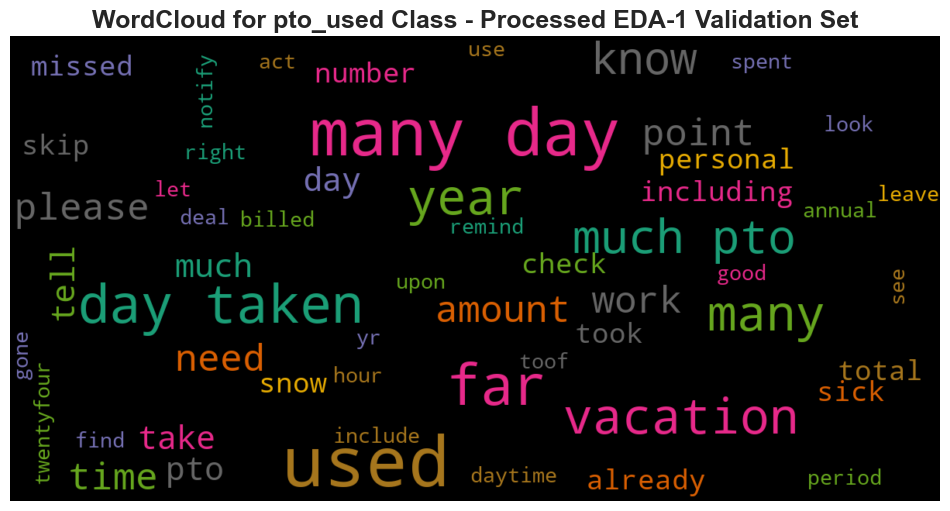 WordCloud for pto_used Class - Processed EDA-1 Validation Set
missed
notify
act
number
use
know
spent
skip
right
many day
point
look
personal
please
let
deal
billed
day
year
remind
including
annual
leave
much pto
tell
much
upon
check
good
see
day taken
amount
work
many
took
gone
yr
need
snow
hour
toof
far
total
sick
twentyfour
find
take
include
vacation
time
pto
used
daytime
already
period